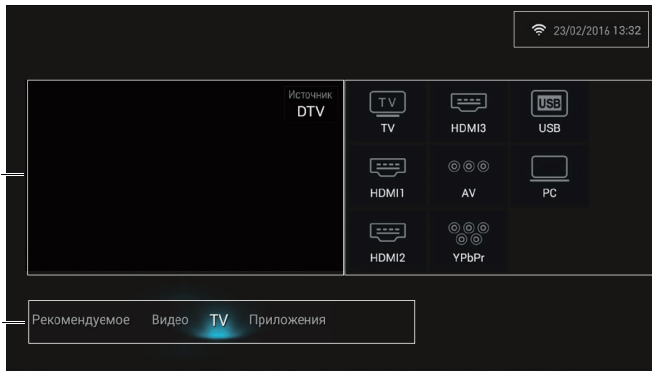 23/02/2016 13:32
Источник
DTV
TV
TV
HDMI3
USB
USB
HDMI1
AV
PC
HDMI2
YPbPr
Рекомендуемое Видео TV Приложения